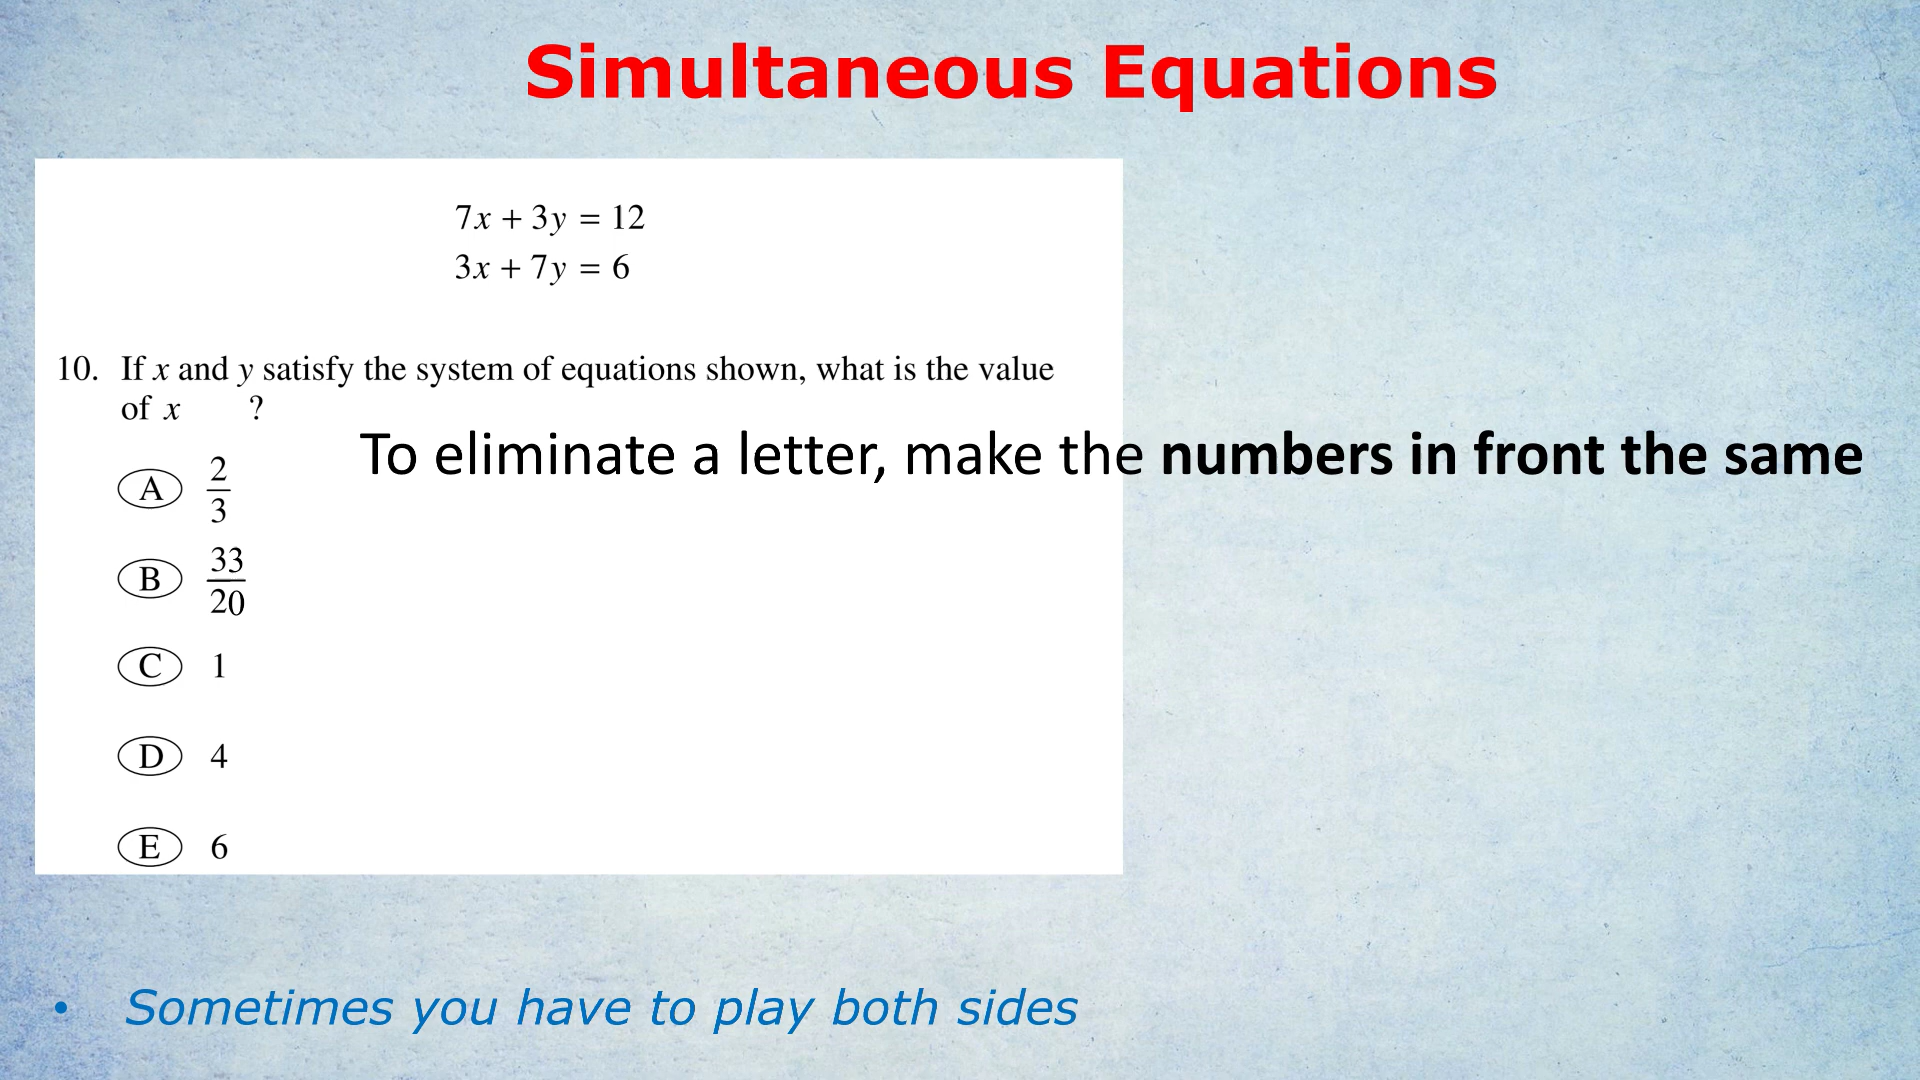 Simultaneous Equations
7x + 3y = 12
3x + 7y = 6
10. If x and y satisfy the system of equations shown, what is the value
of x ?
To eliminate a letter, make the numbers in front the same
A 2/3
B 33/20
C 1
D 4
E 6
• Sometimes you have to play both sides